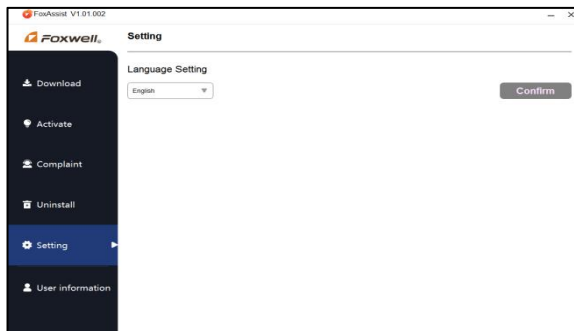 FoxAssist V1.01.002
FOXWELL®
Setting
Language Setting
English
Confirm
Download
Activate
Complaint
Uninstall
Setting
User information